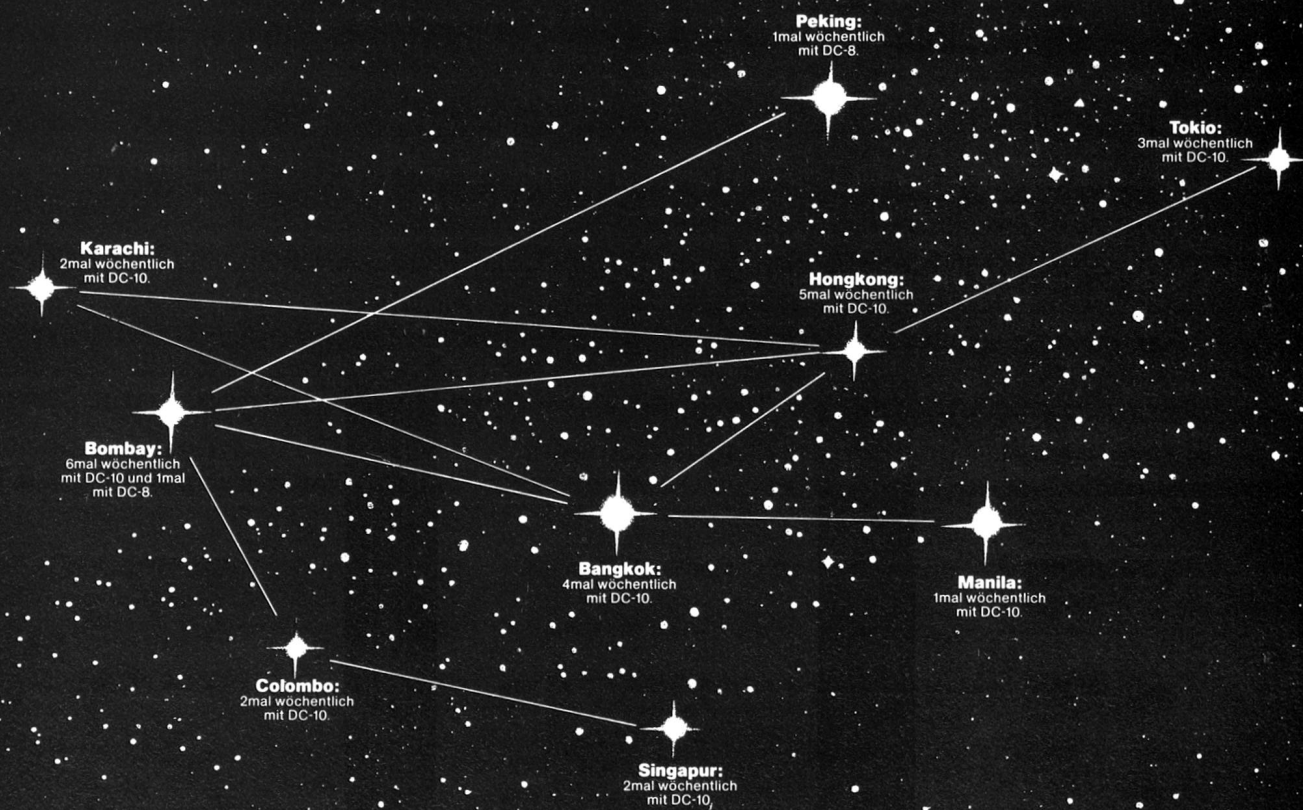 Peking:
1mal wöchentlich
mit DC-8.
Tokio:
3mal wöchentlich
mit DC-10.
Karachi:
2mal wöchentlich
mit DC-10.
Hongkong:
5mal wöchentlich
mit DC-10.
Bombay:
6mal wöchentlich
mit DC-10 und 1mal
mit DC-8.
Bangkok:
4mal wöchentlich
mit DC-10.
Manila:
1mal wöchentlich
mit DC-10.
Colombo:
2mal wöchentlich
mit DC-10.
Singapur:
2mal wöchentlich
mit DC-10.